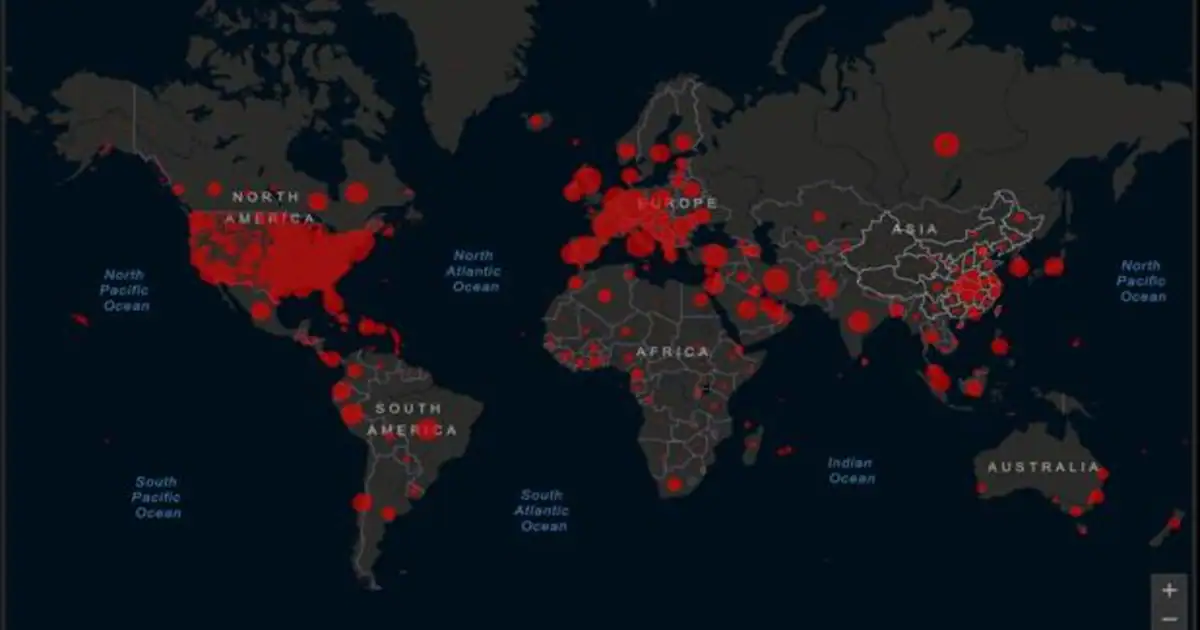 NORTH
AMERICA
EUROPE
ASIA
North
Pacific
Ocean
North
Atlantic
Ocean
North
Pacific
Ocean
AFRICA
SOUTH
AMERICA
Indian
Ocean
AUSTRALIA
South
Pacific
Ocean
South
Atlantic
Ocean
+
−